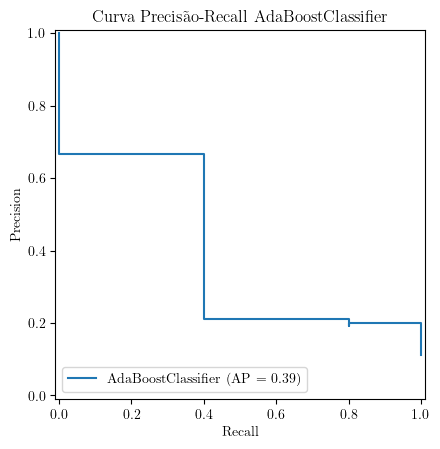 Curva Precisão-Recall AdaBoostClassifier
1.0
0.8
0.6
0.4
0.2
0.0
Precision
AdaBoostClassifier (AP = 0.39)
0.0 0.2 0.4 0.6 0.8 1.0
Recall